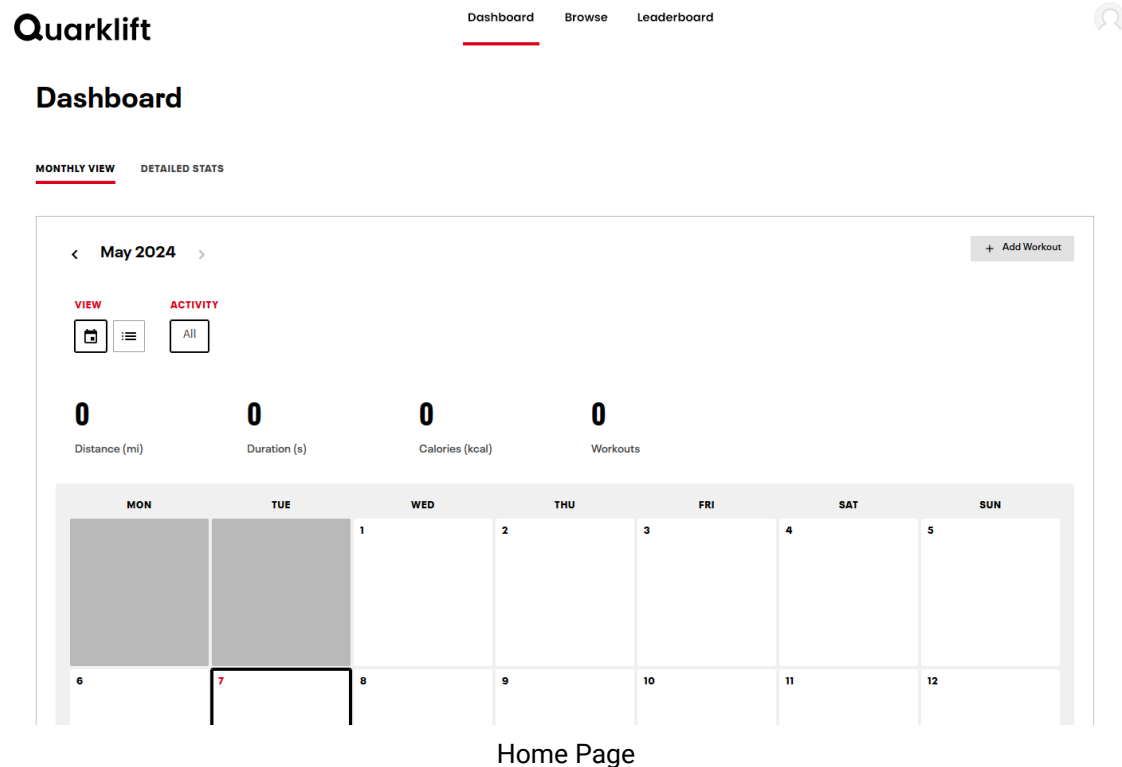 Quarklift
Dashboard Browse Leaderboard
Dashboard
MONTHLY VIEW DETAILED STATS
May 2024
+ Add Workout
VIEW ACTIVITY
All
0 0 0 0
Distance (mi) Duration (s) Calories (kcal) Workouts
MON TUE WED THU FRI SAT SUN
1 2 3 4 5
6 7 8 9 10 11 12
Home Page